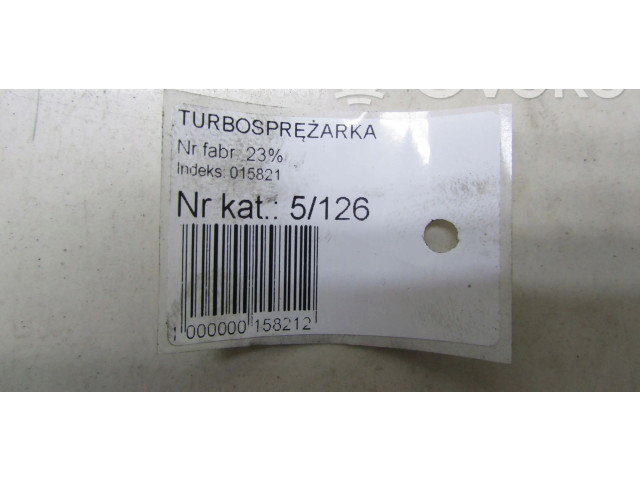 TURBOSPRĘŻARKA
Nr fabr. 23%
Indeks: 015821
Nr kat.: 5/126
000000 158212